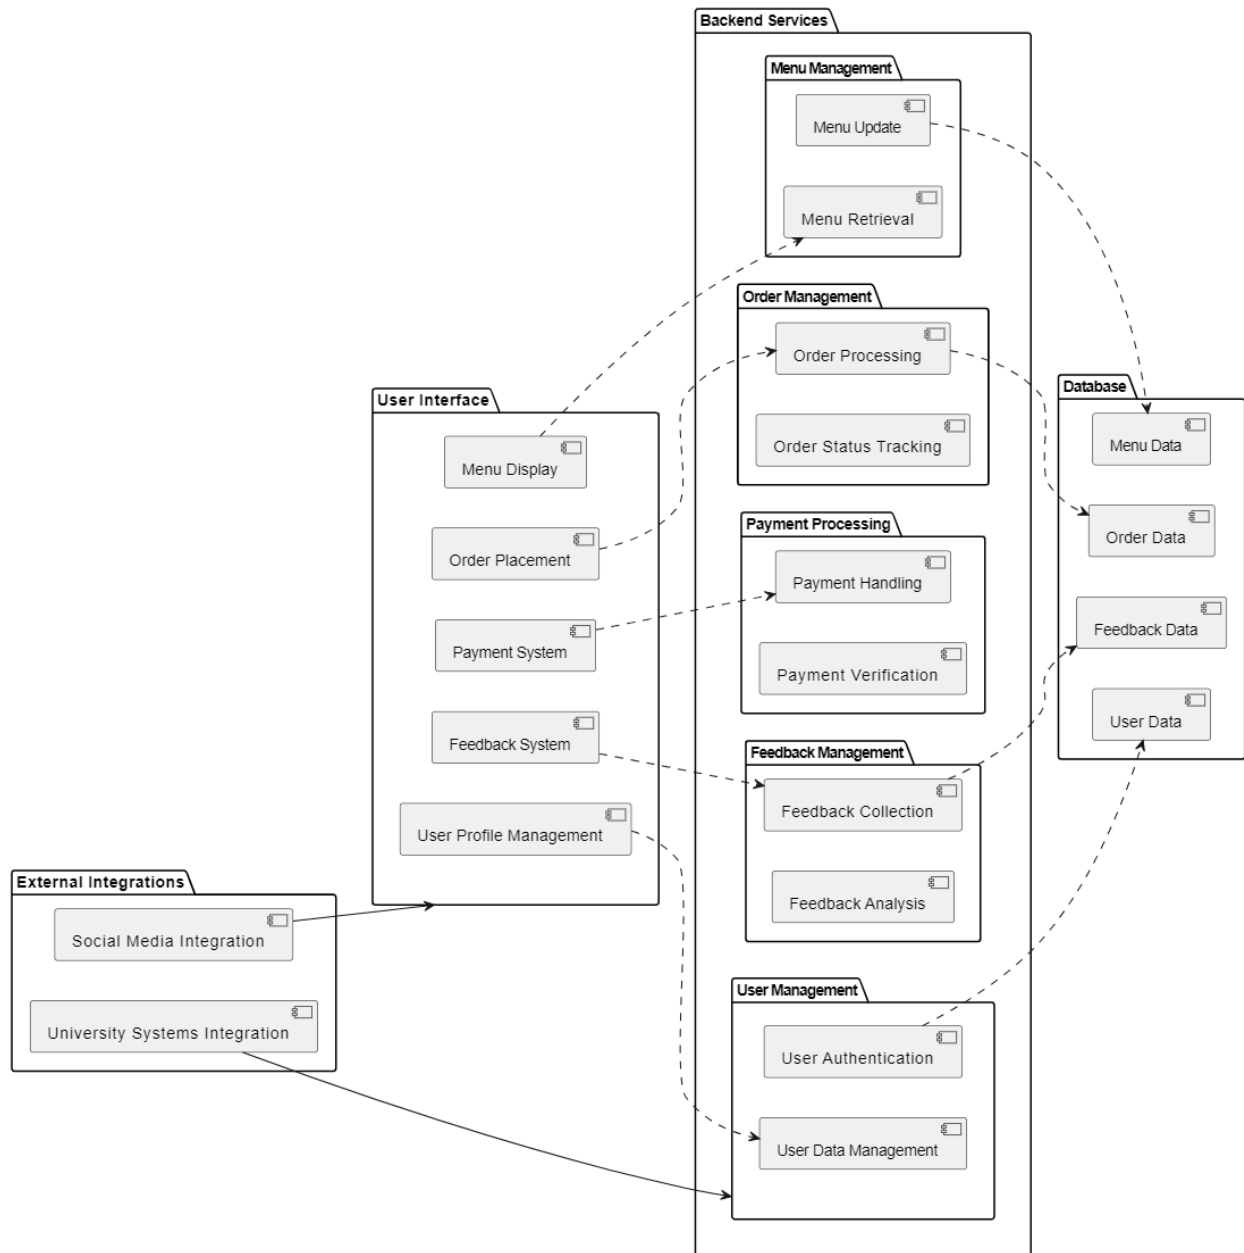 Backend Services
Menu Management
Menu Update
Menu Retrieval
Order Management
Order Processing
Order Status Tracking
Payment Processing
Payment Handling
Payment Verification
Feedback Management
Feedback Collection
Feedback Analysis
User Management
User Authentication
User Data Management
User Interface
Menu Display
Order Placement
Payment System
Feedback System
User Profile Management
Database
Menu Data
Order Data
Feedback Data
User Data
External Integrations
Social Media Integration
University Systems Integration